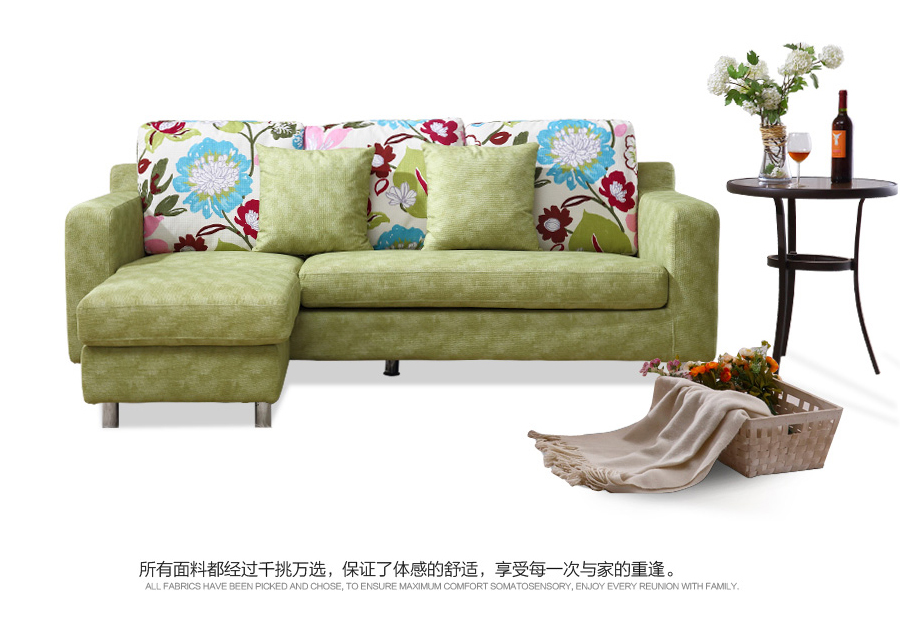 所有面料都经过千挑万选，保证了体感的舒适，享受每一次与家的重逢。
ALL FABRICS HAVE BEEN PICKED AND CHOSE, TO ENSURE MAXIMUM COMFORT SOMATOSENSORY, ENJOY EVERY REUNION WITH FAMILY.